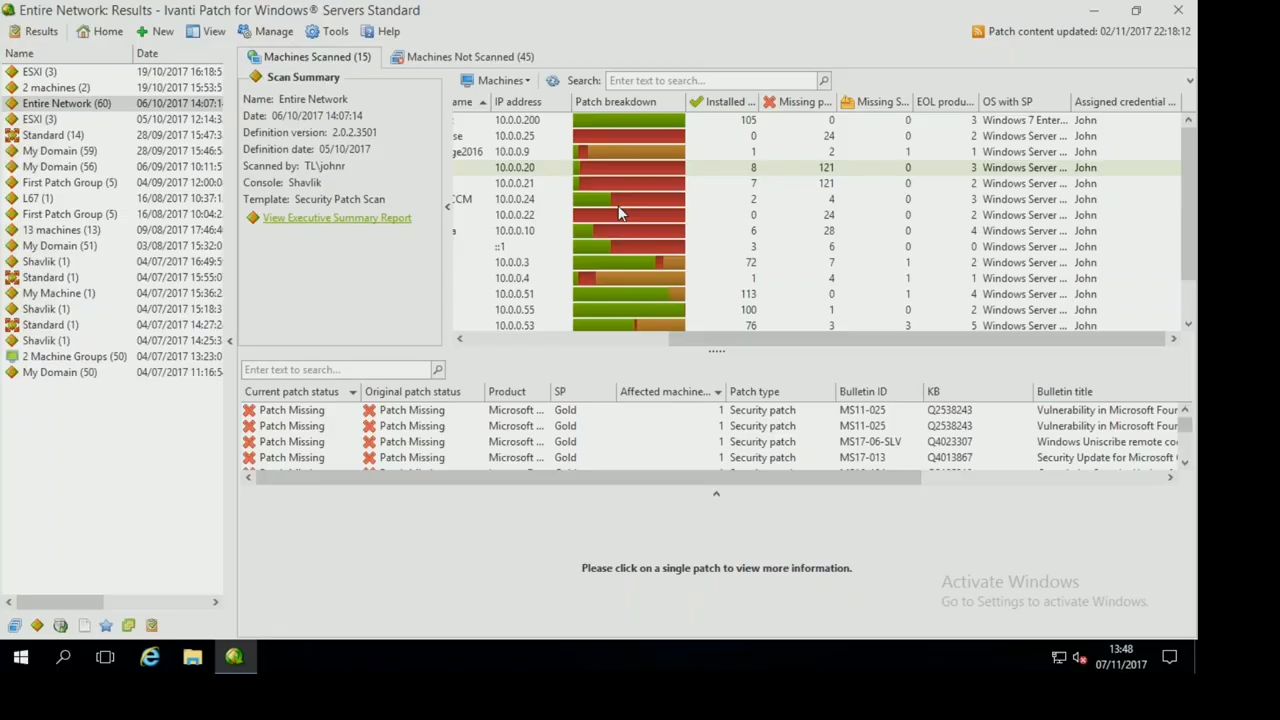 Entire Network: Results - Ivanti Patch for Windows® Servers Standard
Results Home New View Manage Tools Help Patch content updated: 02/11/2017 22:18:12
Name Date
ESXI (3) 19/10/2017 16:18:5
2 machines (2) 19/10/2017 15:53:5
Entire Network (60) 06/10/2017 14:07:1
ESXI (3) 05/10/2017 12:14:3
Standard (14) 28/09/2017 15:47:3
My Domain (59) 28/09/2017 15:46:5
My Domain (56) 06/09/2017 10:11:5
First Patch Group (5) 04/09/2017 12:00:0
L67 (1) 16/08/2017 10:37:1
First Patch Group (5) 16/08/2017 10:04:2
13 machines (13) 09/08/2017 17:46:4
My Domain (51) 03/08/2017 15:32:0
Shavlik (1) 04/07/2017 16:49:5
Standard (1) 04/07/2017 15:55:0
My Machine (1) 04/07/2017 15:36:2
Shavlik (1) 04/07/2017 15:18:3
Standard (1) 04/07/2017 14:27:2
Shavlik (1) 04/07/2017 14:25:3
2 Machine Groups (50) 04/07/2017 13:23:0
My Domain (50) 04/07/2017 11:16:5
Machines Scanned (15) Machines Not Scanned (45)
Scan Summary
Name: Entire Network
Date: 06/10/2017 14:07:14
Definition version: 2.0.2.3501
Definition date: 05/10/2017
Scanned by: TL\johnr
Console: Shavlik
Template: Security Patch Scan
View Executive Summary Report
Machines Search: Enter text to search...
ame IP address Patch breakdown Installed ... Missing p... Missing S... EOL produ... OS with SP Assigned credential ...
10.0.0.200 105 0 0 3 Windows 7 Enter... John
se 10.0.0.25 0 24 0 2 Windows Server ... John
ge2016 10.0.0.9 1 2 1 1 Windows Server ... John
10.0.0.20 8 121 0 3 Windows Server ... John
10.0.0.21 7 121 0 2 Windows Server ... John
CCM 10.0.0.24 2 4 0 3 Windows Server ... John
10.0.0.22 0 24 0 2 Windows Server ... John
a 10.0.0.10 6 28 0 4 Windows Server ... John
::1 3 6 0 0 Windows Server ... John
10.0.0.3 72 7 1 2 Windows Server ... John
10.0.0.4 1 4 1 1 Windows Server ... John
10.0.0.51 113 0 1 4 Windows Server ... John
10.0.0.55 100 0 0 2 Windows Server ... John
10.0.0.53 76 3 3 5 Windows Server ... John
Enter text to search...
Current patch status Original patch status Product SP Affected machine... Patch type Bulletin ID KB Bulletin title
Patch Missing Patch Missing Microsoft ... Gold 1 Security patch MS11-025 Q2538243 Vulnerability in Microsoft Four
Patch Missing Patch Missing Microsoft ... Gold 1 Security patch MS11-025 Q2538243 Vulnerability in Microsoft Four
Patch Missing Patch Missing Microsoft ... Gold 1 Security patch MS17-06-SLV Q4023307 Windows Uniscribe remote co
Patch Missing Patch Missing Microsoft ... Gold 1 Security patch MS17-013 Q4013867 Security Update for Microsoft
Please click on a single patch to view more information.
Activate Windows
Go to Settings to activate Windows.
13:48
07/11/2017